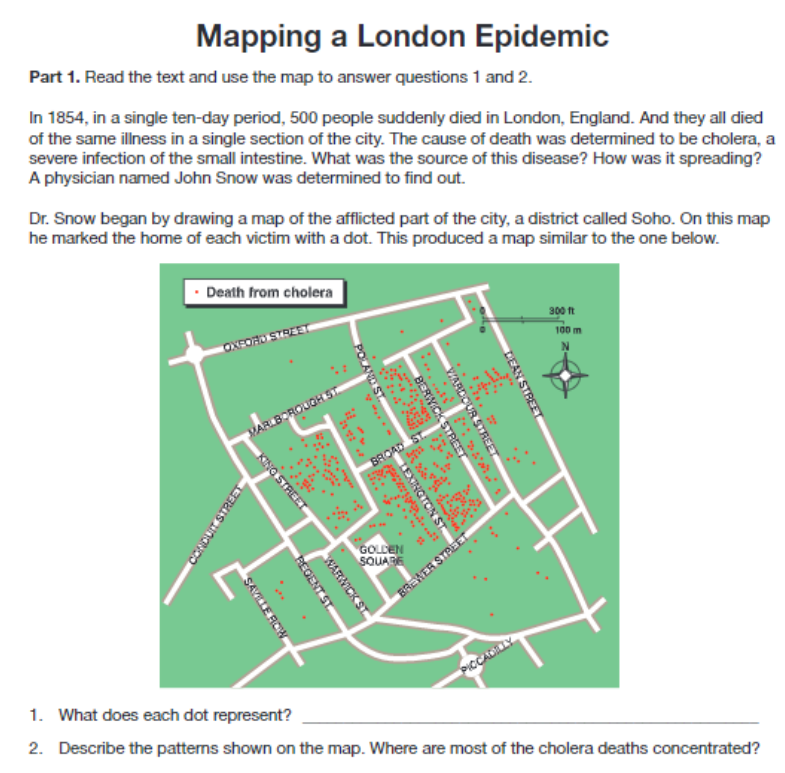 Mapping a London Epidemic
Part 1. Read the text and use the map to answer questions 1 and 2.
In 1854, in a single ten-day period, 500 people suddenly died in London, England. And they all died
of the same illness in a single section of the city. The cause of death was determined to be cholera, a
severe infection of the small intestine. What was the source of this disease? How was it spreading?
A physician named John Snow was determined to find out.
Dr. Snow began by drawing a map of the afflicted part of the city, a district called Soho. On this map
he marked the home of each victim with a dot. This produced a map similar to the one below.
Death from cholera
0 300 ft
0 100 m
N
OXFORD STREET
POLAND ST.
DEAN STREET
WARDOUR STREET
BERWICK STREET
MARLBOROUGH ST.
BROAD ST.
KING STREET
LEXINGTON ST.
CONDUIT STREET
GOLDEN
SQUARE
BREWER STREET
REGENT ST.
WARWICK ST.
SAVILLE ROW
PICCADILLY
1. What does each dot represent?
2. Describe the patterns shown on the map. Where are most of the cholera deaths concentrated?